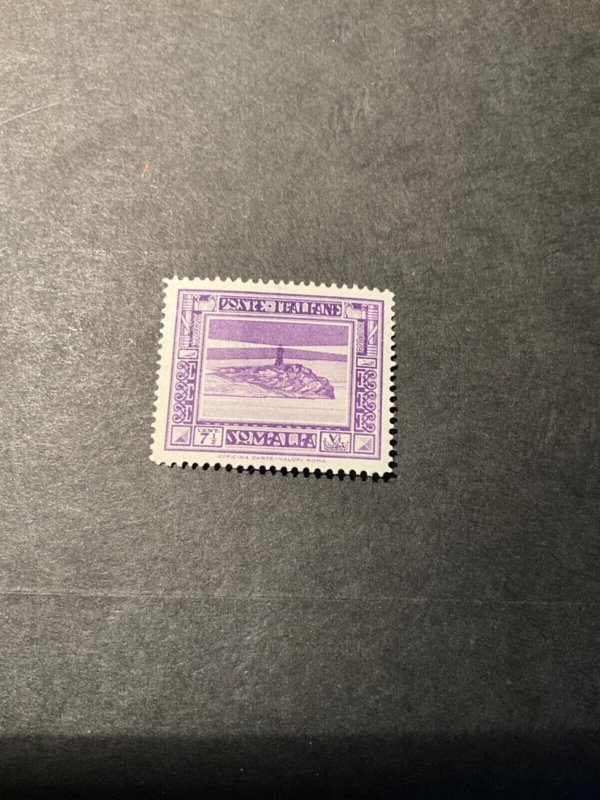 POSTE · ITALIANE
CENT.
7½
SOMALIA
OFFICINA CARTE-VALORI ROMA